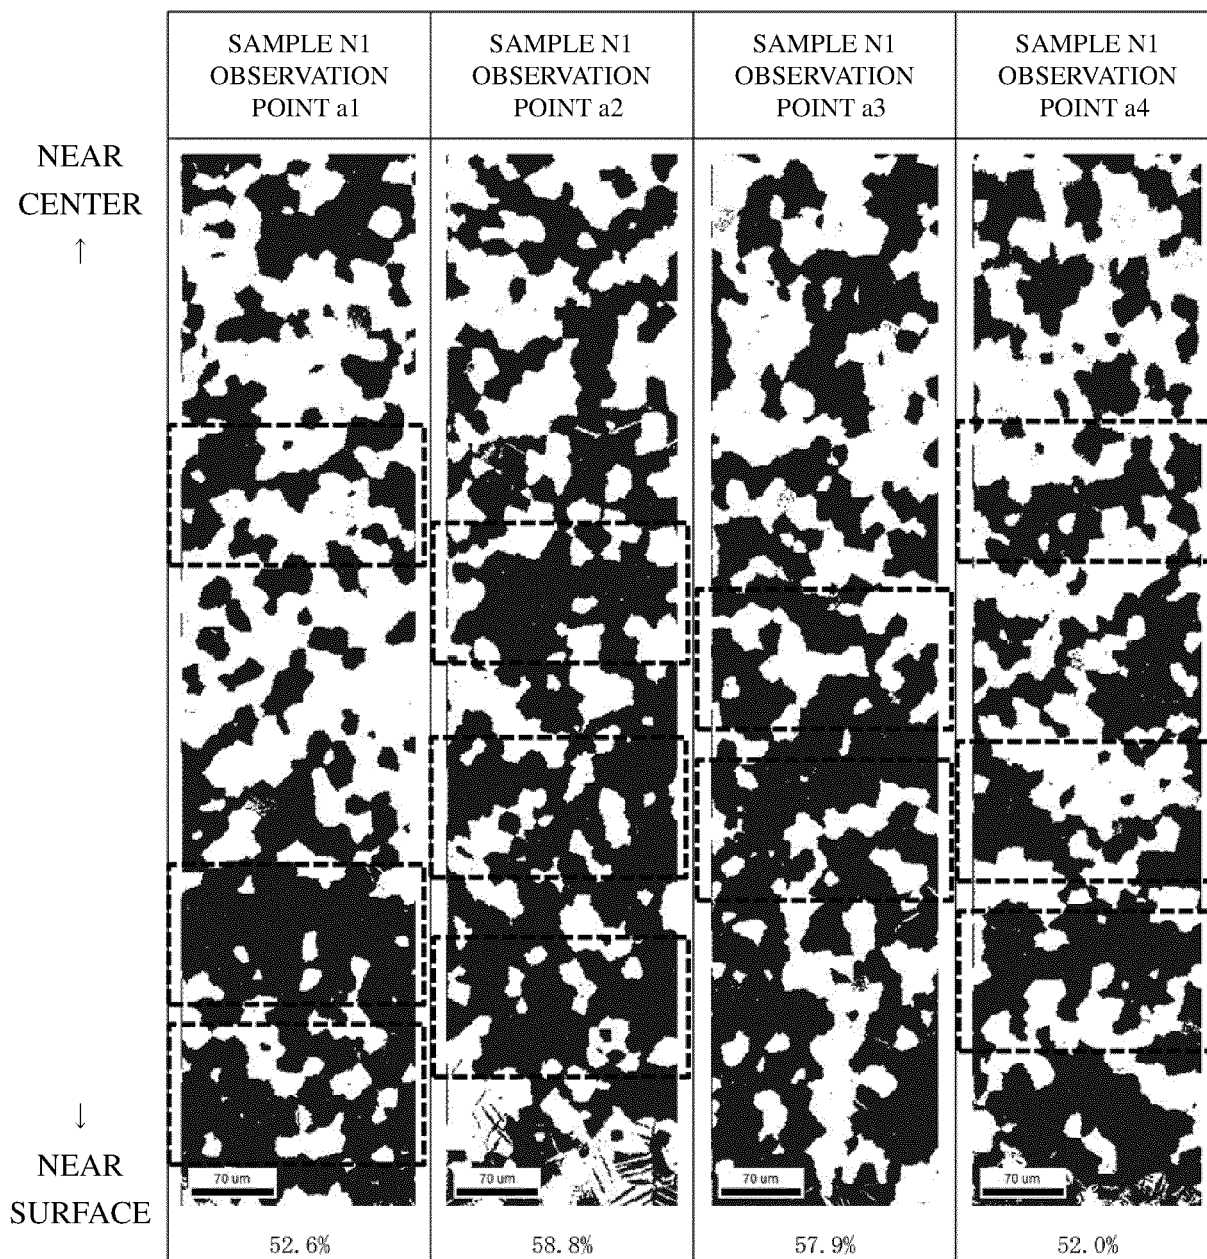 SAMPLE N1
OBSERVATION
POINT a1
SAMPLE N1
OBSERVATION
POINT a2
SAMPLE N1
OBSERVATION
POINT a3
SAMPLE N1
OBSERVATION
POINT a4
NEAR
CENTER
↑
↓
NEAR
SURFACE
70 um
70 um
70 um
70 um
52.6%
58.8%
57.9%
52.0%